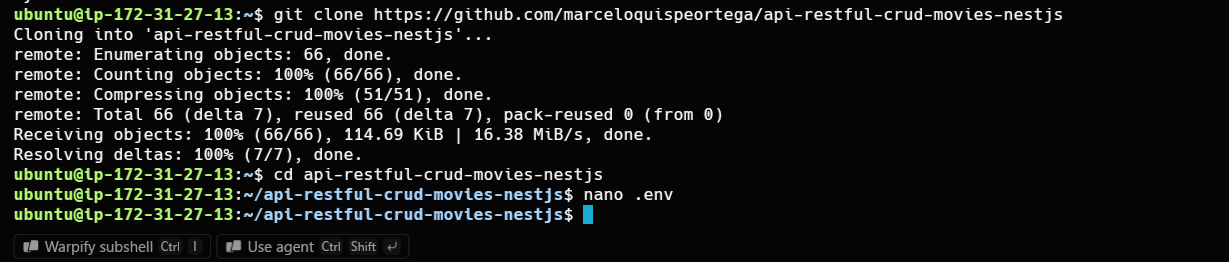 ubuntu@ip-172-31-27-13:~$ git clone https://github.com/marceloquispeortega/api-restful-crud-movies-nestjs
Cloning into 'api-restful-crud-movies-nestjs'...
remote: Enumerating objects: 66, done.
remote: Counting objects: 100% (66/66), done.
remote: Compressing objects: 100% (51/51), done.
remote: Total 66 (delta 7), reused 66 (delta 7), pack-reused 0 (from 0)
Receiving objects: 100% (66/66), 114.69 KiB | 16.38 MiB/s, done.
Resolving deltas: 100% (7/7), done.
ubuntu@ip-172-31-27-13:~$ cd api-restful-crud-movies-nestjs
ubuntu@ip-172-31-27-13:~/api-restful-crud-movies-nestjs$ nano .env
ubuntu@ip-172-31-27-13:~/api-restful-crud-movies-nestjs$
Warpify subshell Ctrl I Use agent Ctrl Shift ↵